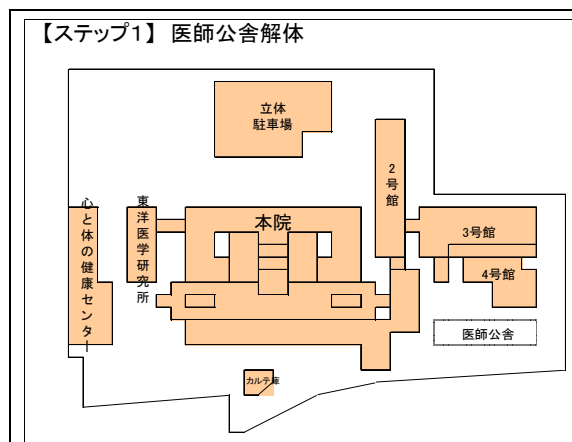 【ステップ1】 医師公舎解体
立体
駐車場
2号館
心と体の健康センター
東洋医学研究所
本院
3号館
4号館
医師公舎
カルテ庫